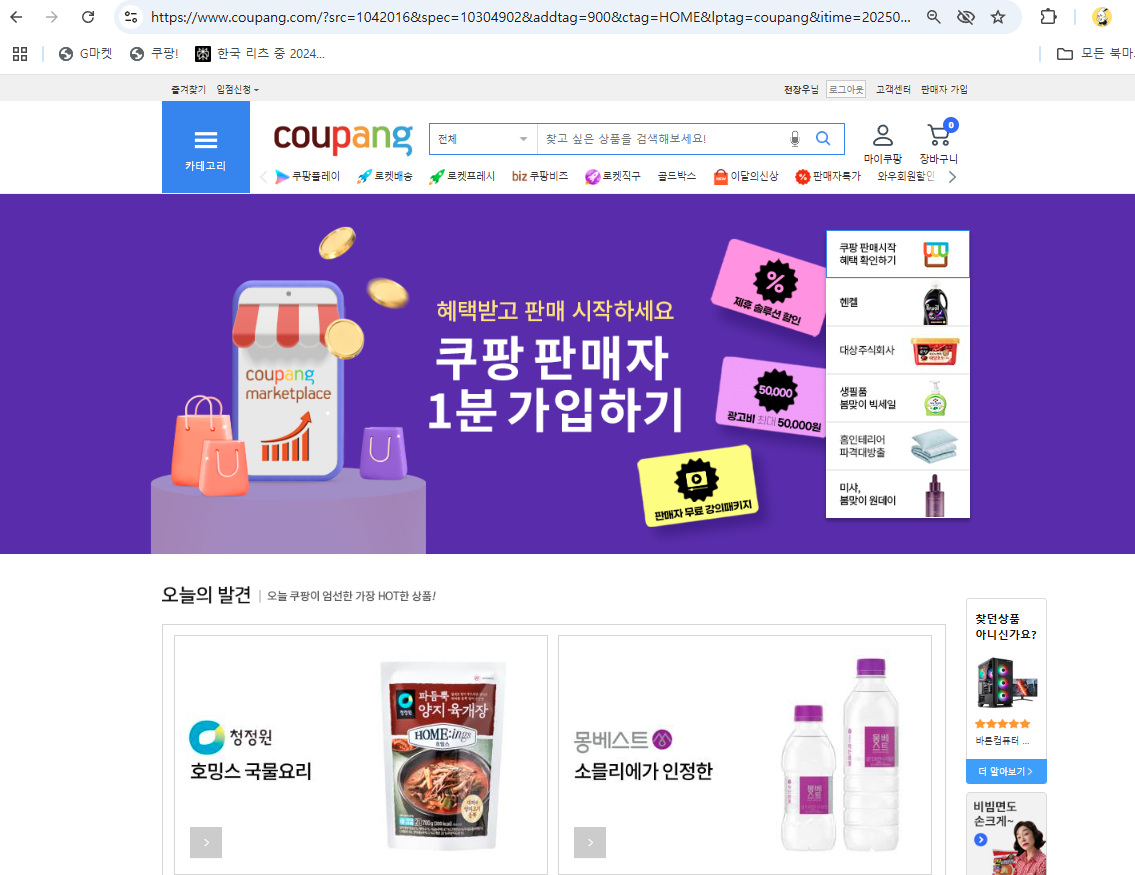 https://www.coupang.com/?src=1042016&spec=10304902&addtag=900&ctag=HOME&lptag=coupang&itime=20250...
G마켓 쿠팡! 한국 리츠 중 2024... 모든 북마
즐겨찾기 입점신청 전장우님 로그아웃 고객센터 판매자 가입
카테고리
coupang
전체 찾고 싶은 상품을 검색해보세요!
마이쿠팡
0
장바구니
쿠팡플레이 로켓배송 로켓프레시 biz 쿠팡비즈 로켓직구 골드박스 이달의신상 판매자특가 와우회원할인
coupang
marketplace
혜택받고 판매 시작하세요
쿠팡 판매자
1분 가입하기
%
제휴 솔루션 할인
50,000
광고비 최대 50,000원
판매자 무료 강의패키지
쿠팡 판매시작
혜택 확인하기
헨켈
대상주식회사
생필품
봄맞이 빅세일
홈인테리어
파격대방출
미샤,
봄맞이 원데이
오늘의 발견 | 오늘 쿠팡이 엄선한 가장 HOT한 상품!
청정원
호밍스 국물요리
청정원
파듬뿍
양지 육개장
HOME:ings
호밍스
몽베스트
소믈리에가 인정한
몽베
스트
몽베
스트
찾던상품
아니신가요?
바른컴퓨터 ...
더 알아보기
비빔면도
손크게~